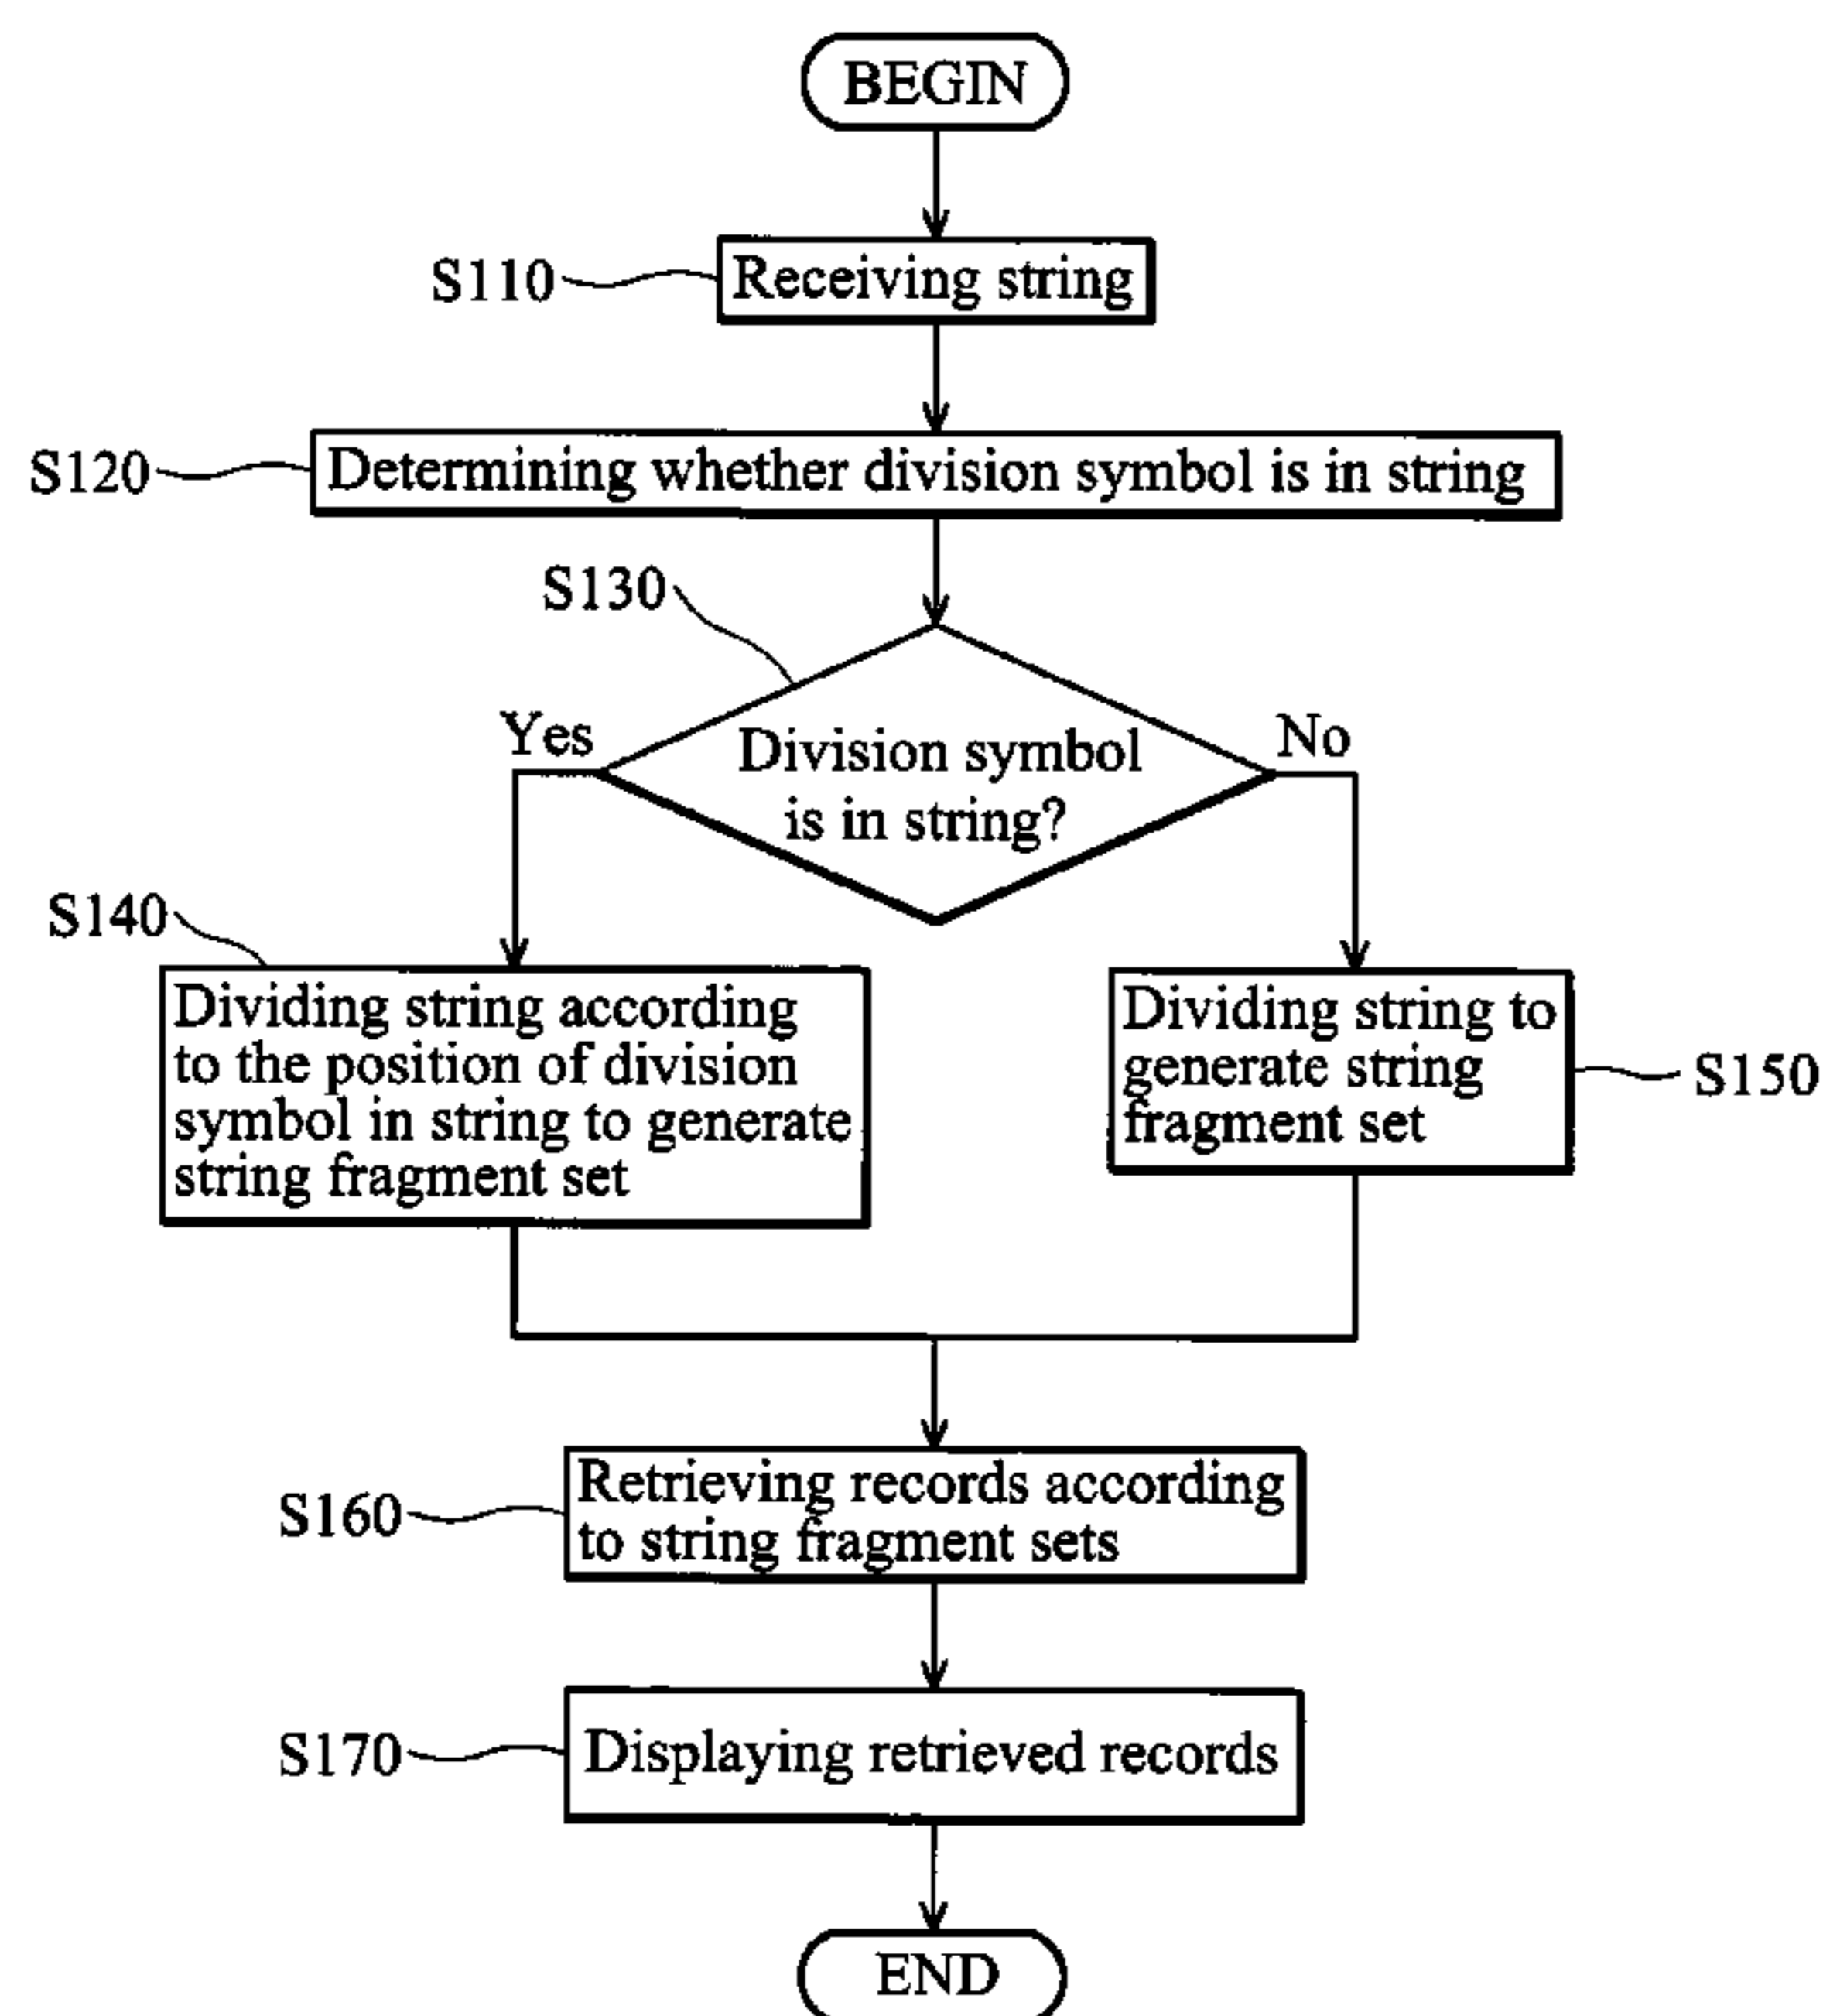 BEGIN
S110
Receiving string
S120
Determining whether division symbol is in string
S130
Yes
Division symbol
is in string?
No
S140
Dividing string according
to the position of division
symbol in string to generate
string fragment set
Dividing string to
generate string
fragment set
S150
S160
Retrieving records according
to string fragment sets
S170
Displaying retrieved records
END